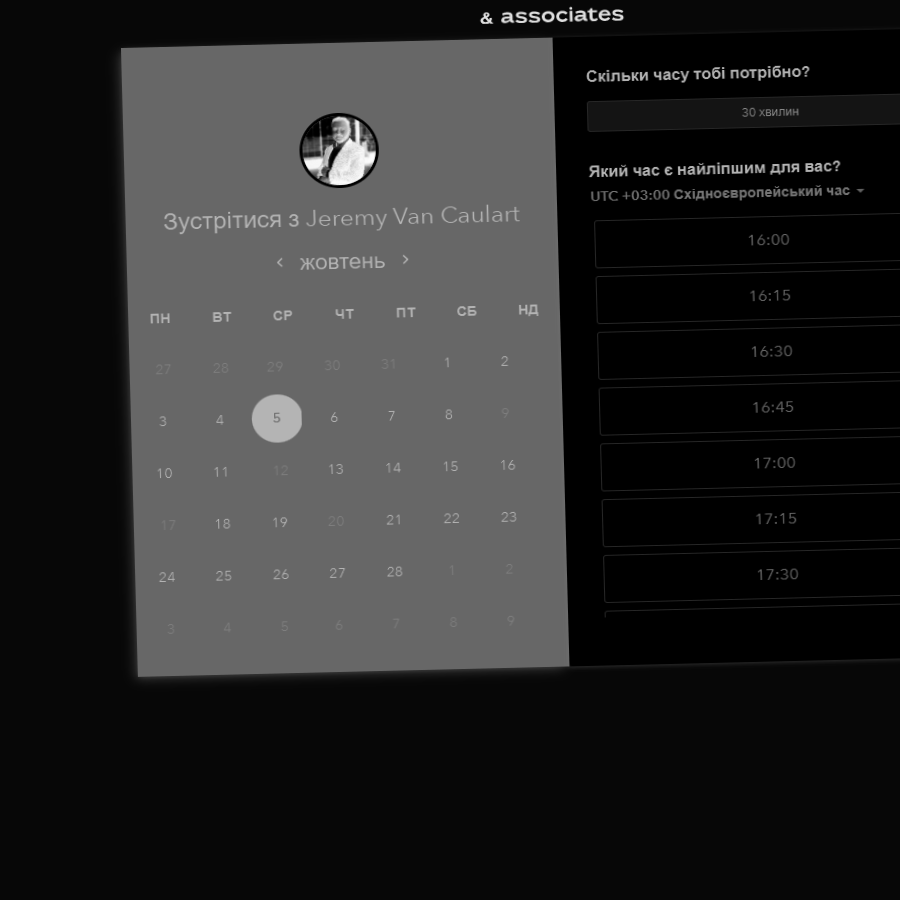 & associates
Зустрітися з Jeremy Van Caulart
‹ жовтень ›
ПН ВТ СР ЧТ ПТ СБ НД
27 28 29 30 31 1 2
3 4 5 6 7 8 9
10 11 12 13 14 15 16
17 18 19 20 21 22 23
24 25 26 27 28 1 2
3 4 5 6 7 8 9
Скільки часу тобі потрібно?
30 хвилин
Який час є найліпшим для вас?
UTC +03:00 Східноєвропейський час
16:00
16:15
16:30
16:45
17:00
17:15
17:30